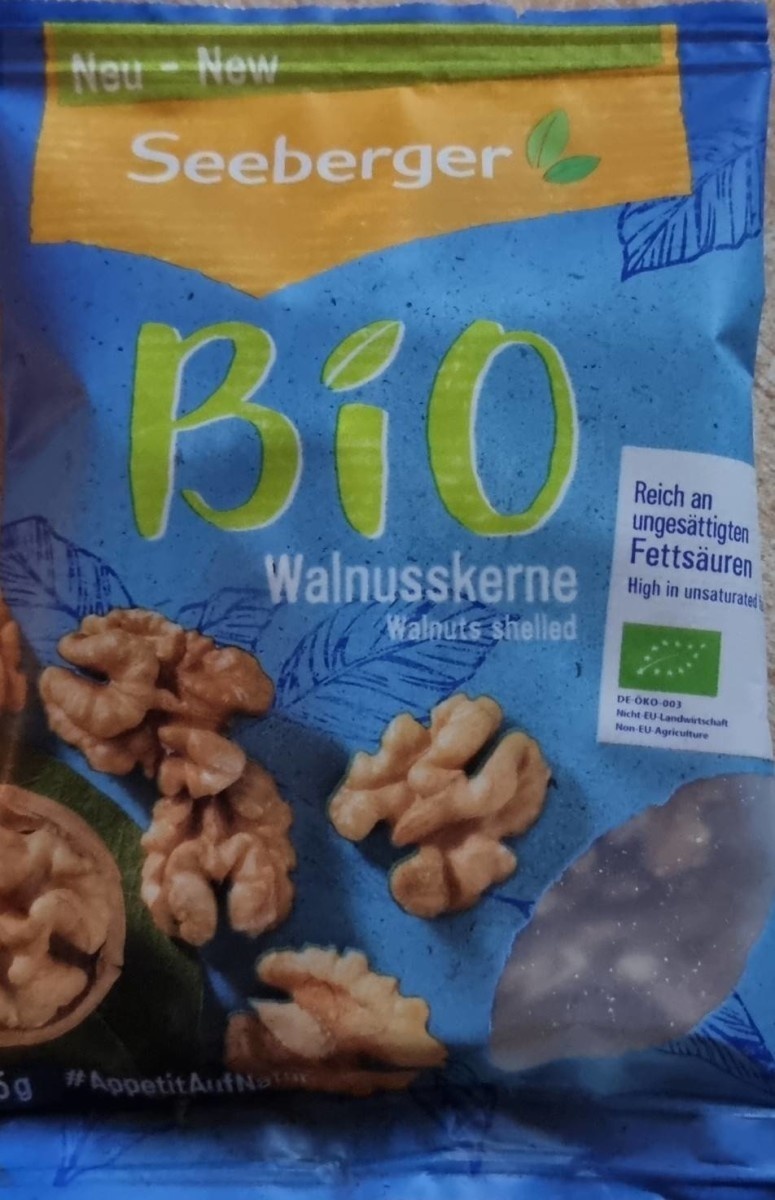 Neu - New
Seeberger
BiO
Walnusskerne
Walnuts shelled
Reich an
ungesättigten
Fettsäuren
High in unsaturated
DE-ÖKO-003
Nicht-EU-Landwirtschaft
Non-EU-Agriculture
g #AppetitAufNatur